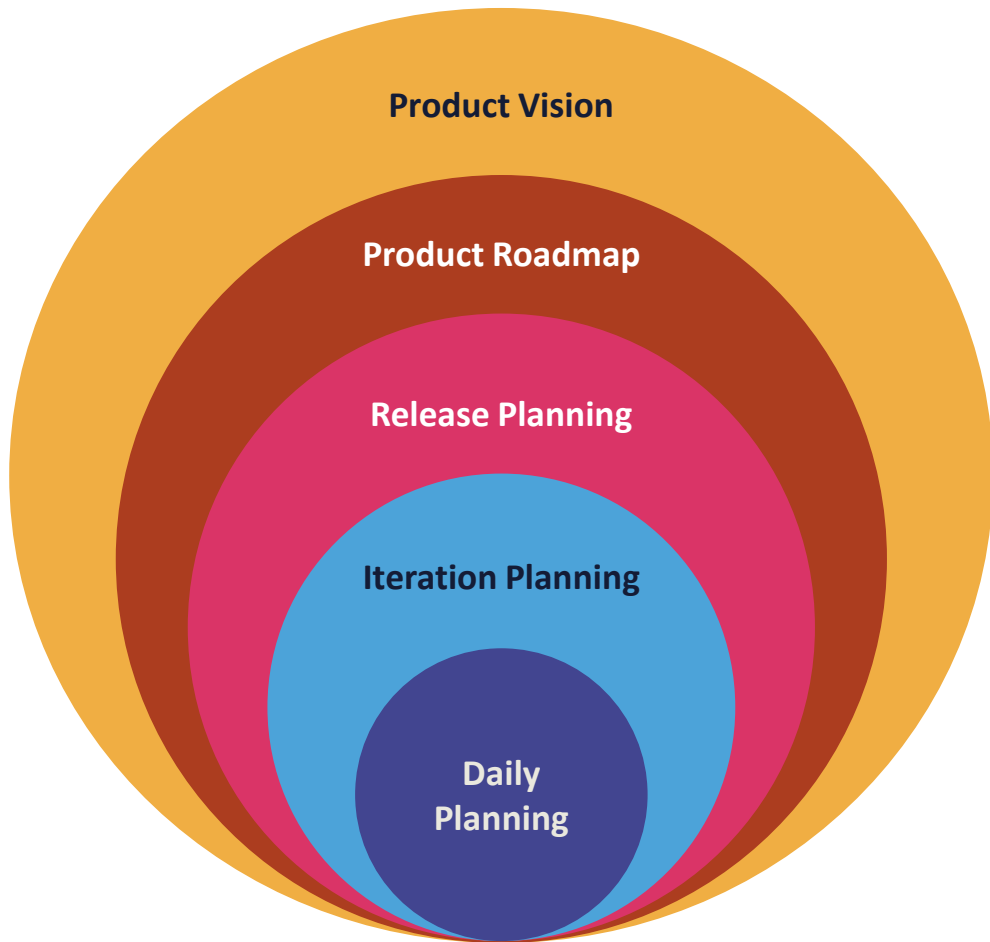 Product Vision
Product Roadmap
Release Planning
Iteration Planning
Daily
Planning